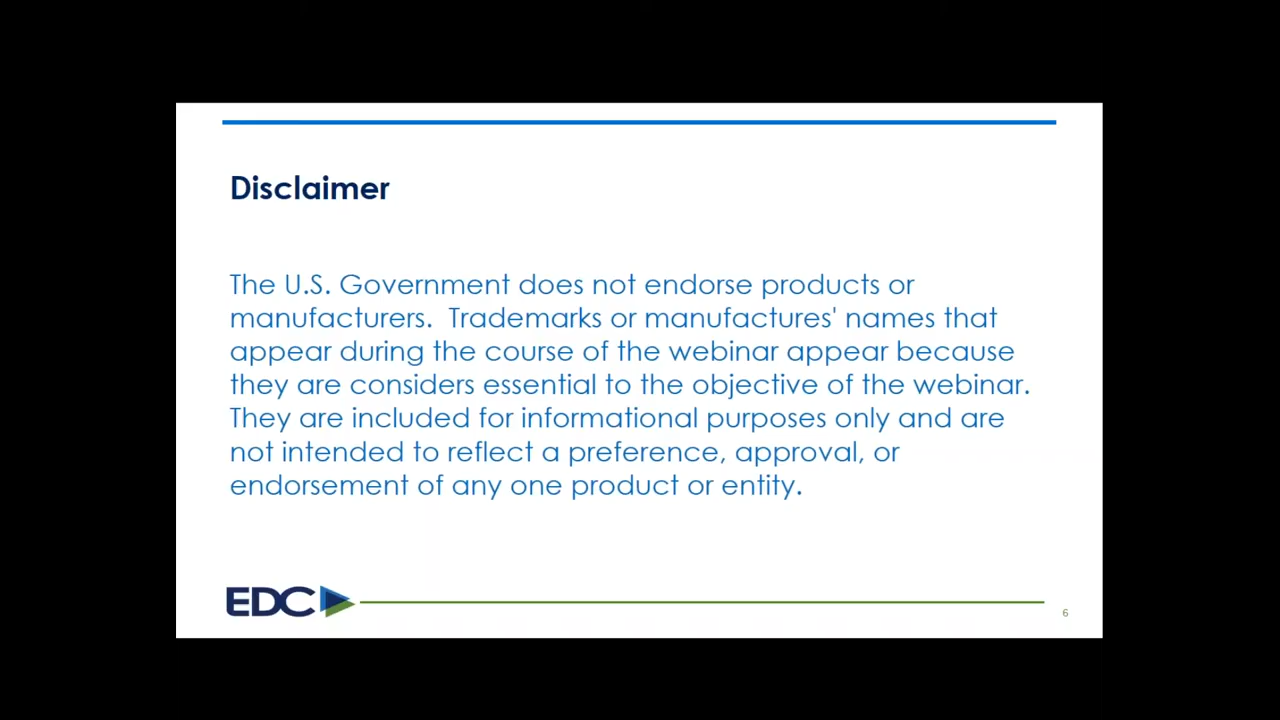 Disclaimer
The U.S. Government does not endorse products or
manufacturers.  Trademarks or manufactures' names that
appear during the course of the webinar appear because
they are considers essential to the objective of the webinar.
They are included for informational purposes only and are
not intended to reflect a preference, approval, or
endorsement of any one product or entity.
EDC
6